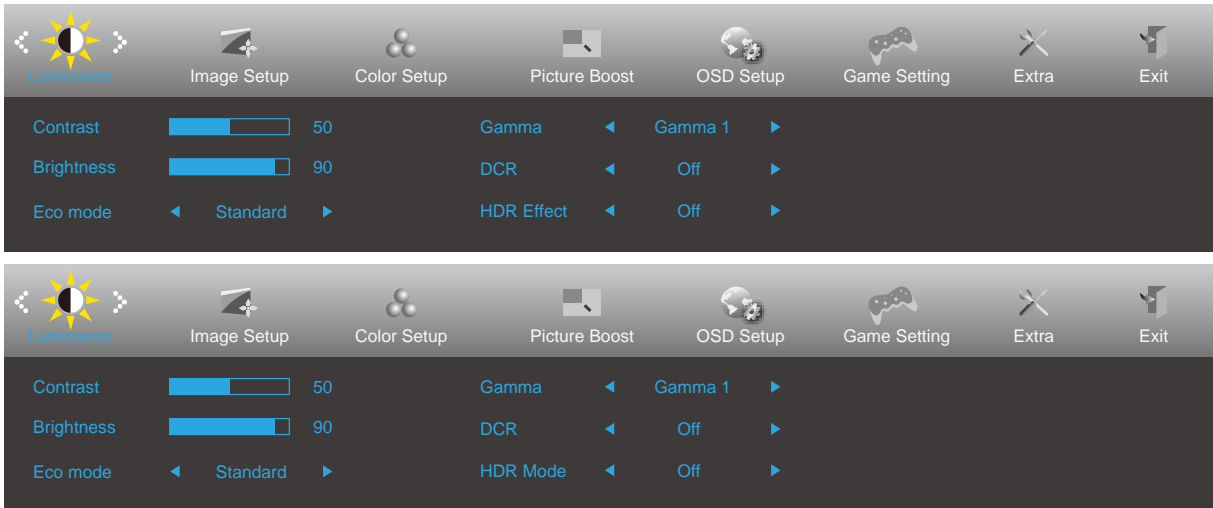 Luminance Image Setup Color Setup Picture Boost OSD Setup Game Setting Extra Exit
Contrast 50 Gamma Gamma 1
Brightness 90 DCR Off
Eco mode Standard HDR Effect Off
Luminance Image Setup Color Setup Picture Boost OSD Setup Game Setting Extra Exit
Contrast 50 Gamma Gamma 1
Brightness 90 DCR Off
Eco mode Standard HDR Mode Off